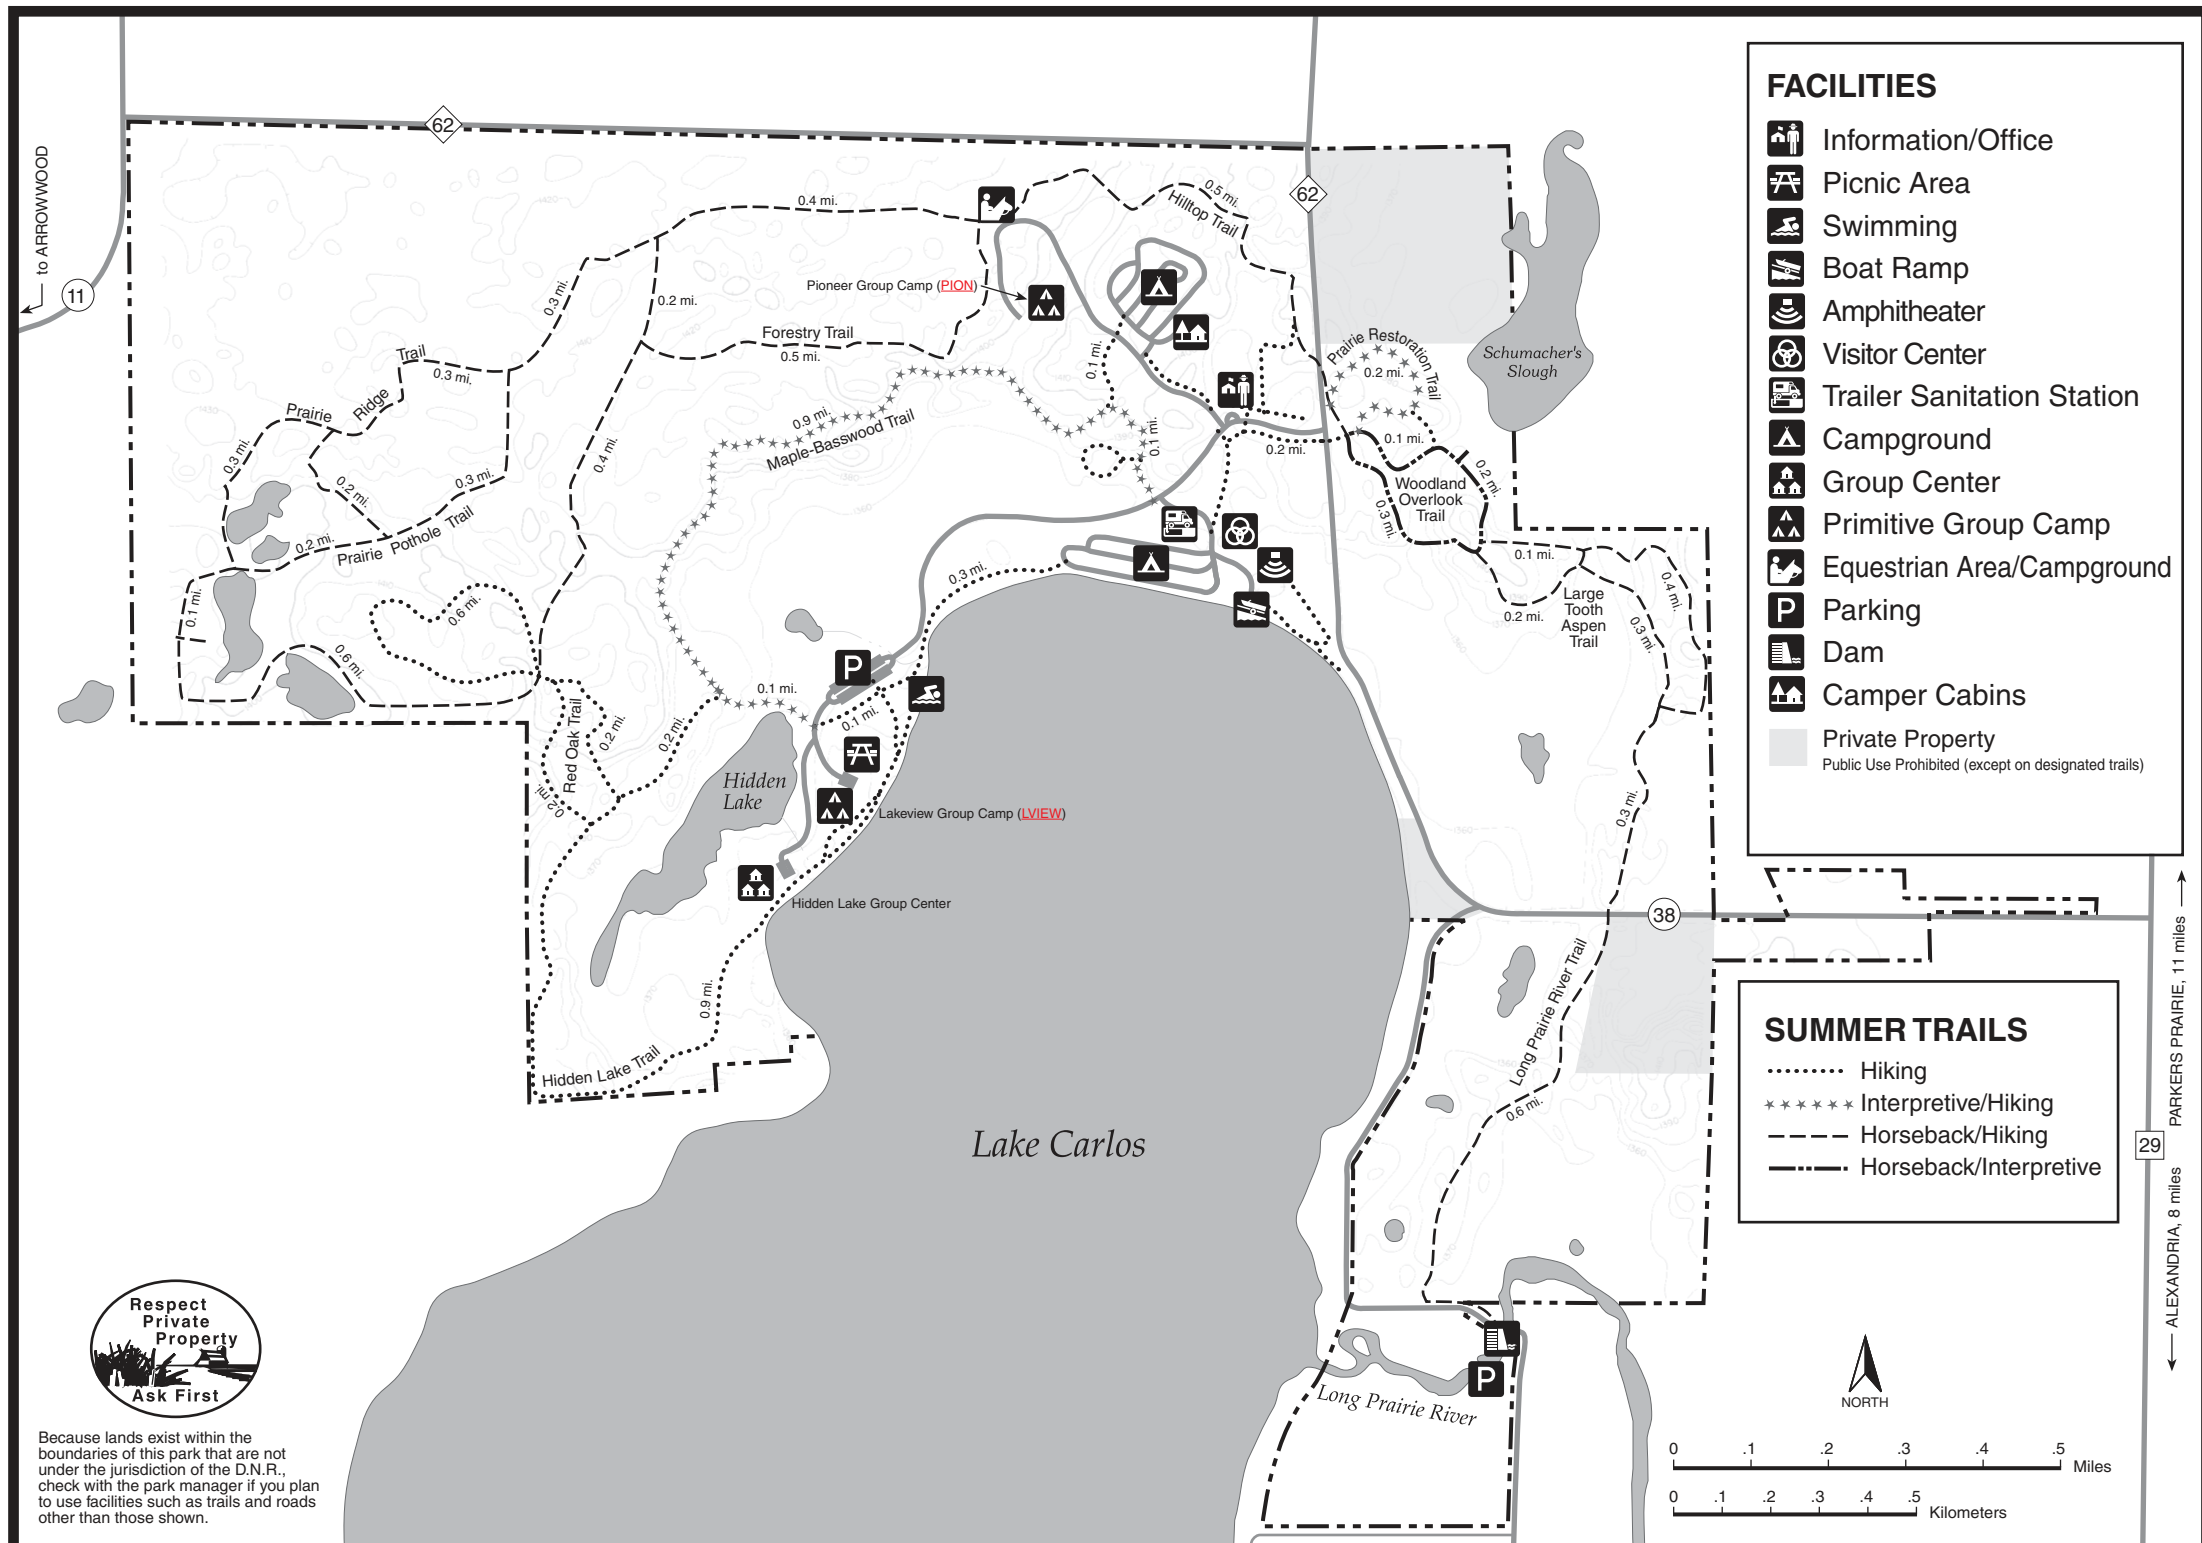 62
to ARROWWOOD
11
0.4 mi.
0.5 mi.
Hilltop Trail
62
0.3 mi.
0.2 mi.
Pioneer Group Camp (PION)
Forestry Trail
0.5 mi.
Trail
0.3 mi.
Ridge
Prairie
0.3 mi.
0.2 mi.
0.3 mi.
0.2 mi.
Prairie Pothole Trail
0.4 mi.
0.9 mi.
Maple-Basswood Trail
0.1 mi.
0.1 mi.
0.2 mi.
Prairie Restoration Trail
0.2 mi.
0.1 mi.
Schumacher's
Slough
Woodland
Overlook
Trail
0.2 mi.
0.3 mi.
0.1 mi.
0.2 mi.
Large
Tooth
Aspen
Trail
0.4 mi.
0.3 mi.
0.3 mi.
0.1 mi.
0.6 mi.
0.6 mi.
0.3 mi.
P
0.1 mi.
0.1 mi.
Red Oak Trail
0.2 mi.
0.2 mi.
0.2 mi.
Hidden
Lake
Lakeview Group Camp (LVIEW)
Hidden Lake Group Center
0.9 mi.
Hidden Lake Trail
Lake Carlos
38
Long Prairie River Trail
0.6 mi.
P
Long Prairie River
FACILITIES
Information/Office
Picnic Area
Swimming
Boat Ramp
Amphitheater
Visitor Center
Trailer Sanitation Station
Campground
Group Center
Primitive Group Camp
Equestrian Area/Campground
P Parking
Dam
Camper Cabins
Private Property
Public Use Prohibited (except on designated trails)
SUMMER TRAILS
Hiking
Interpretive/Hiking
Horseback/Hiking
Horseback/Interpretive
PARKERS PRAIRIE, 11 miles
29
ALEXANDRIA, 8 miles
NORTH
0 .1 .2 .3 .4 .5
Miles
0 .1 .2 .3 .4 .5
Kilometers
Respect
Private
Property
Ask First
Because lands exist within the
boundaries of this park that are not
under the jurisdiction of the D.N.R.,
check with the park manager if you plan
to use facilities such as trails and roads
other than those shown.